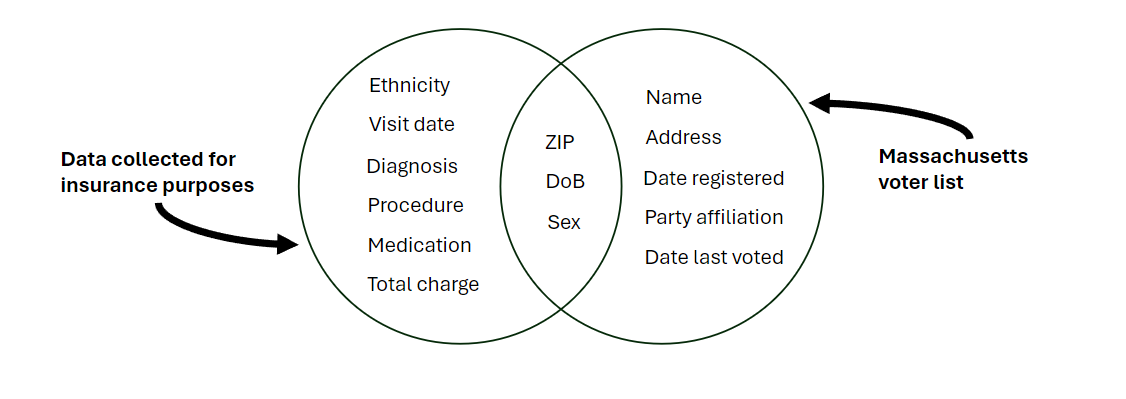 Data collected for
insurance purposes
Ethnicity
Visit date
Diagnosis
Procedure
Medication
Total charge
ZIP
DoB
Sex
Name
Address
Date registered
Party affiliation
Date last voted
Massachusetts
voter list